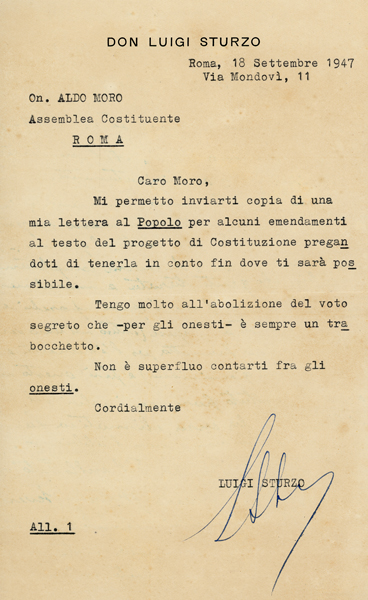 DON LUIGI STURZO
Roma, 18 Settembre 1947
Via Mondovì, 11
On. ALDO MORO
Assemblea Costituente
R O M A
Caro Moro,
Mi permetto inviarti copia di una
mia lettera al Popolo per alcuni emendamenti
al testo del progetto di Costituzione pregan
doti di tenerla in conto fin dove ti sarà pos
sibile.
Tengo molto all'abolizione del voto
segreto che -per gli onesti- è sempre un tra
bocchetto.
Non è superfluo contarti fra gli
onesti.
Cordialmente
LUIGI STURZO
All. 1